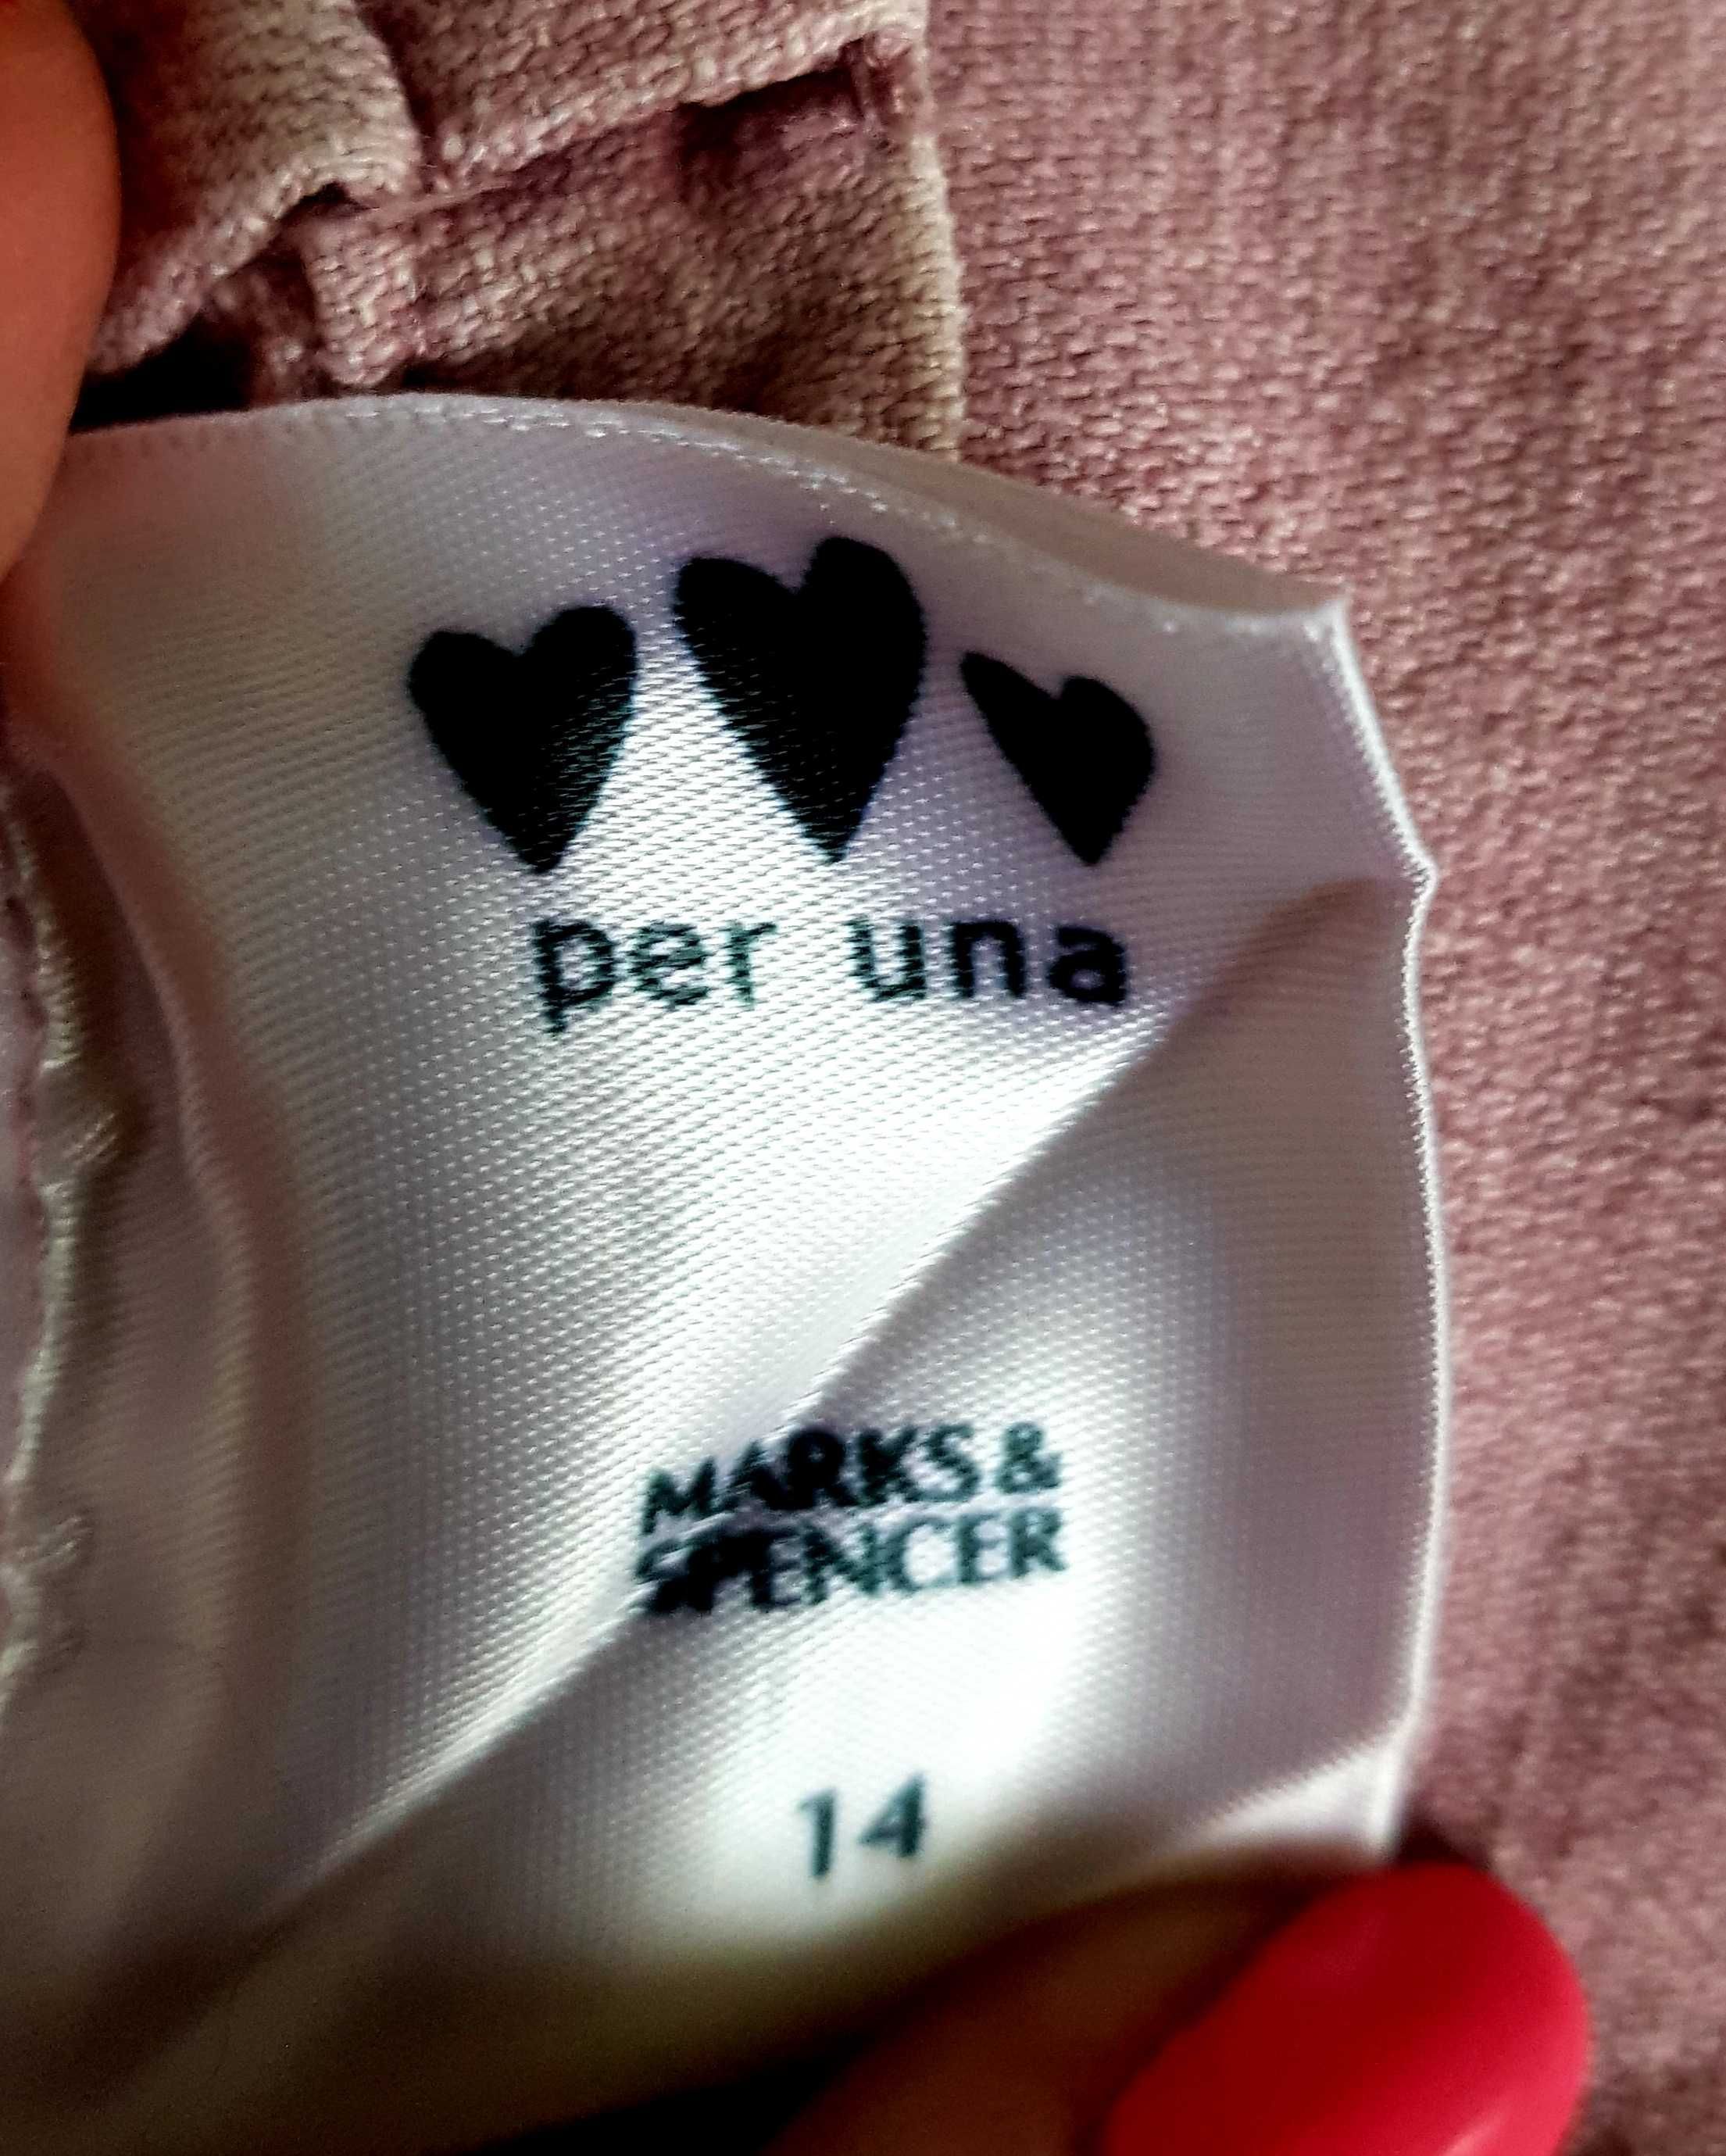 per una
MARKS &
SPENCER
14